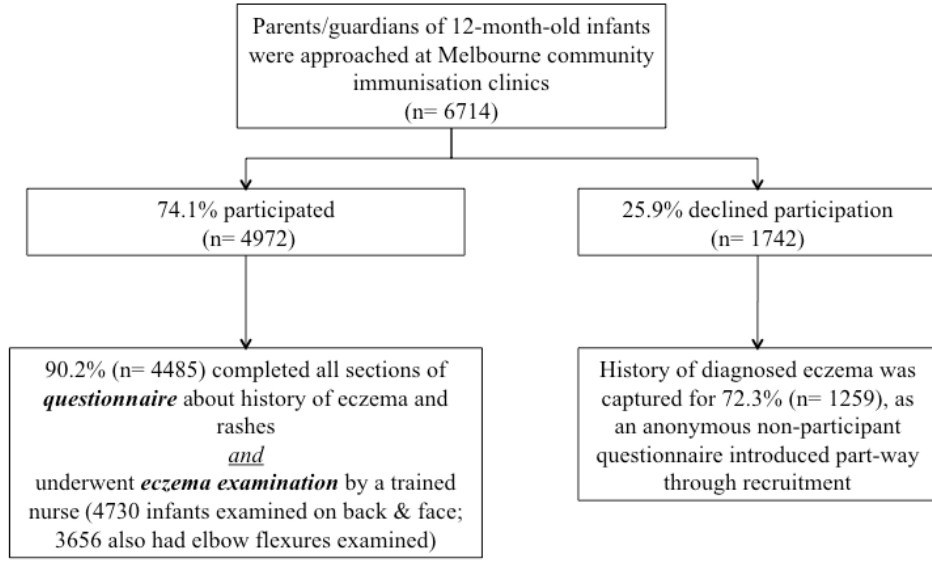 Parents/guardians of 12-month-old infants
were approached at Melbourne community
immunisation clinics
(n= 6714)
74.1% participated
(n= 4972)
25.9% declined participation
(n= 1742)
90.2% (n= 4485) completed all sections of
questionnaire about history of eczema and
rashes
and
underwent eczema examination by a trained
nurse (4730 infants examined on back & face;
3656 also had elbow flexures examined)
History of diagnosed eczema was
captured for 72.3% (n= 1259), as
an anonymous non-participant
questionnaire introduced part-way
through recruitment